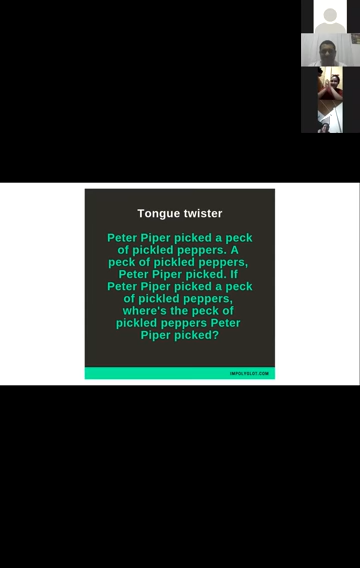 Tongue twister
Peter Piper picked a peck
of pickled peppers. A
peck of pickled peppers,
Peter Piper picked. If
Peter Piper picked a peck
of pickled peppers,
where's the peck of
pickled peppers Peter
Piper picked?
IMPOLYGLOT.COM